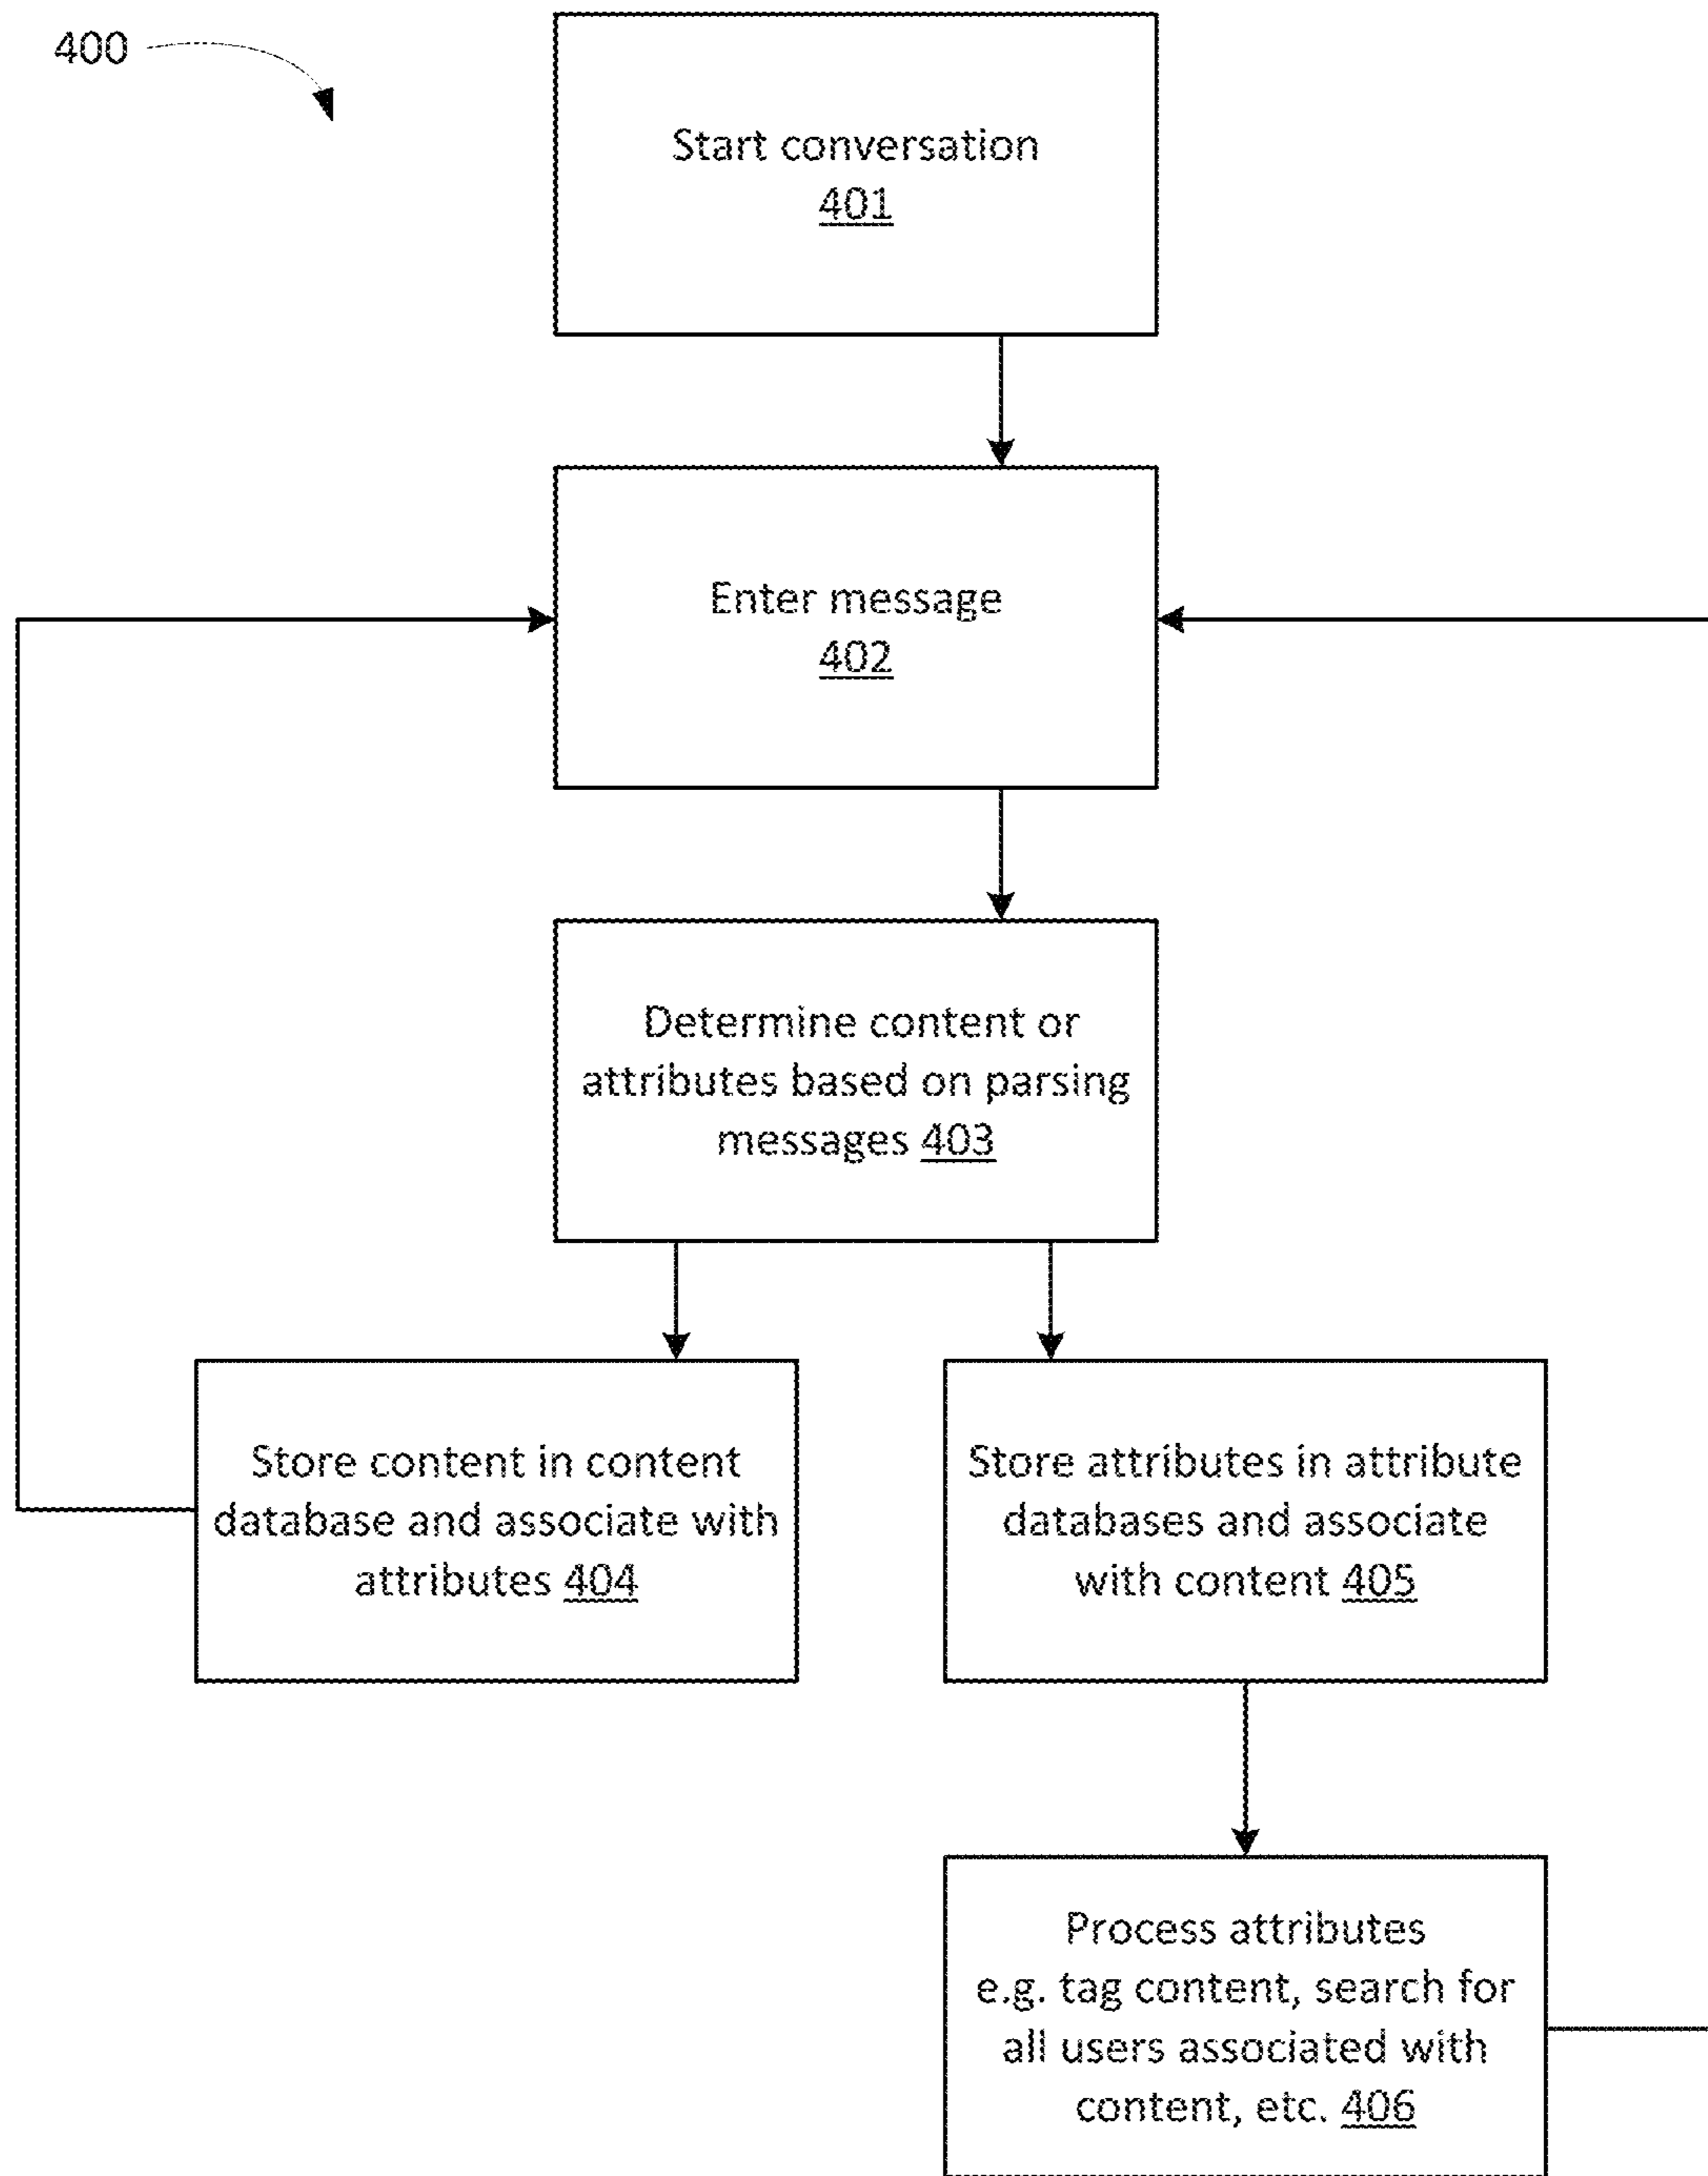 400
Start conversation
401
Enter message
402
Determine content or
attributes based on parsing
messages 403
Store content in content
database and associate with
attributes 404
Store attributes in attribute
databases and associate
with content 405
Process attributes
e.g. tag content, search for
all users associated with
content, etc. 406